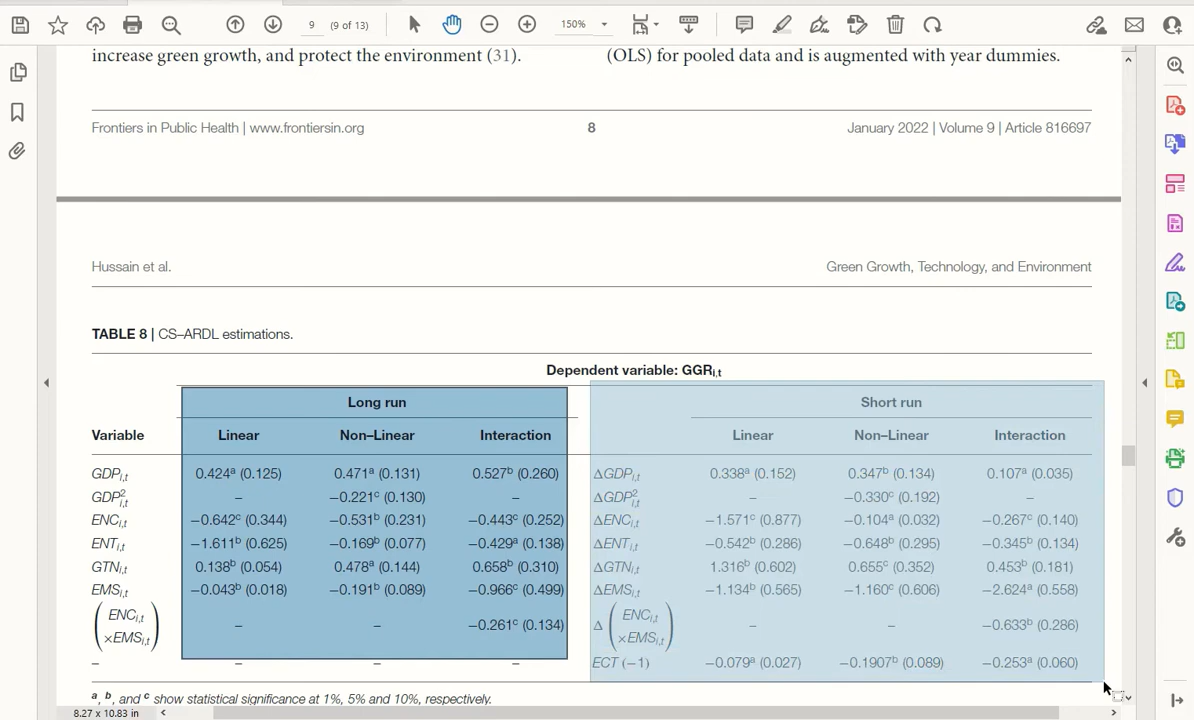 9 (9 of 13) 150%
increase green growth, and protect the environment (31).
(OLS) for pooled data and is augmented with year dummies.
Frontiers in Public Health | www.frontiersin.org 8 January 2022 | Volume 9 | Article 816697
Hussain et al. Green Growth, Technology, and Environment
TABLE 8 | CS–ARDL estimations.
Dependent variable: GGRi,t
Long run Short run
Variable Linear Non–Linear Interaction Linear Non–Linear Interaction
GDPi,t 0.424ᵃ (0.125) 0.471ᵃ (0.131) 0.527ᵇ (0.260) ΔGDPi,t 0.338ᵃ (0.152) 0.347ᵇ (0.134) 0.107ᵃ (0.035)
GDP²i,t – −0.221ᶜ (0.130) – ΔGDP²i,t – −0.330ᶜ (0.192) –
ENCi,t −0.642ᶜ (0.344) −0.531ᵇ (0.231) −0.443ᶜ (0.252) ΔENCi,t −1.571ᶜ (0.877) −0.104ᵃ (0.032) −0.267ᶜ (0.140)
ENTi,t −1.611ᵇ (0.625) −0.169ᵇ (0.077) −0.429ᵃ (0.138) ΔENTi,t −0.542ᵇ (0.286) −0.648ᵇ (0.295) −0.345ᵇ (0.134)
GTNi,t 0.138ᵇ (0.054) 0.478ᵃ (0.144) 0.658ᵇ (0.310) ΔGTNi,t 1.316ᵇ (0.602) 0.655ᶜ (0.352) 0.453ᵇ (0.181)
EMSi,t −0.043ᵇ (0.018) −0.191ᵇ (0.089) −0.966ᶜ (0.499) ΔEMSi,t −1.134ᵇ (0.565) −1.160ᶜ (0.606) −2.624ᵃ (0.558)
(ENCi,t ×EMSi,t) – – −0.261ᶜ (0.134) Δ (ENCi,t ×EMSi,t) – – −0.633ᵇ (0.286)
– – – – ECT (−1) −0.079ᵃ (0.027) −0.1907ᵇ (0.089) −0.253ᵃ (0.060)
ᵃ, ᵇ, and ᶜ show statistical significance at 1%, 5% and 10%, respectively.
8.27 x 10.83 in